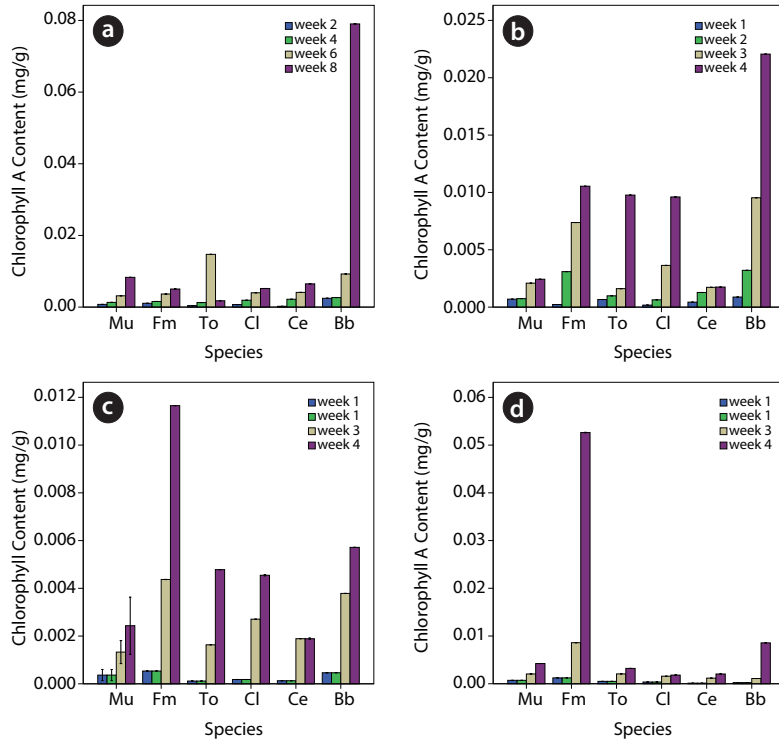 a
week 2
week 4
week 6
week 8
0.08
0.06
0.04
0.02
0.00
Chlorophyll A Content (mg/g)
Mu Fm To Cl Ce Bb
Species
b
week 1
week 2
week 3
week 4
0.025
0.020
0.015
0.010
0.005
0.000
Chlorophyll A Content (mg/g)
Mu Fm To Cl Ce Bb
Species
c
week 1
week 1
week 3
week 4
0.012
0.010
0.008
0.006
0.004
0.002
0.000
Chlorophyll Content (mg/g)
Mu Fm To Cl Ce Bb
Species
d
week 1
week 1
week 3
week 4
0.06
0.05
0.04
0.03
0.02
0.01
0.00
Chlorophyll A Content (mg/g)
Mu Fm To Cl Ce Bb
Species